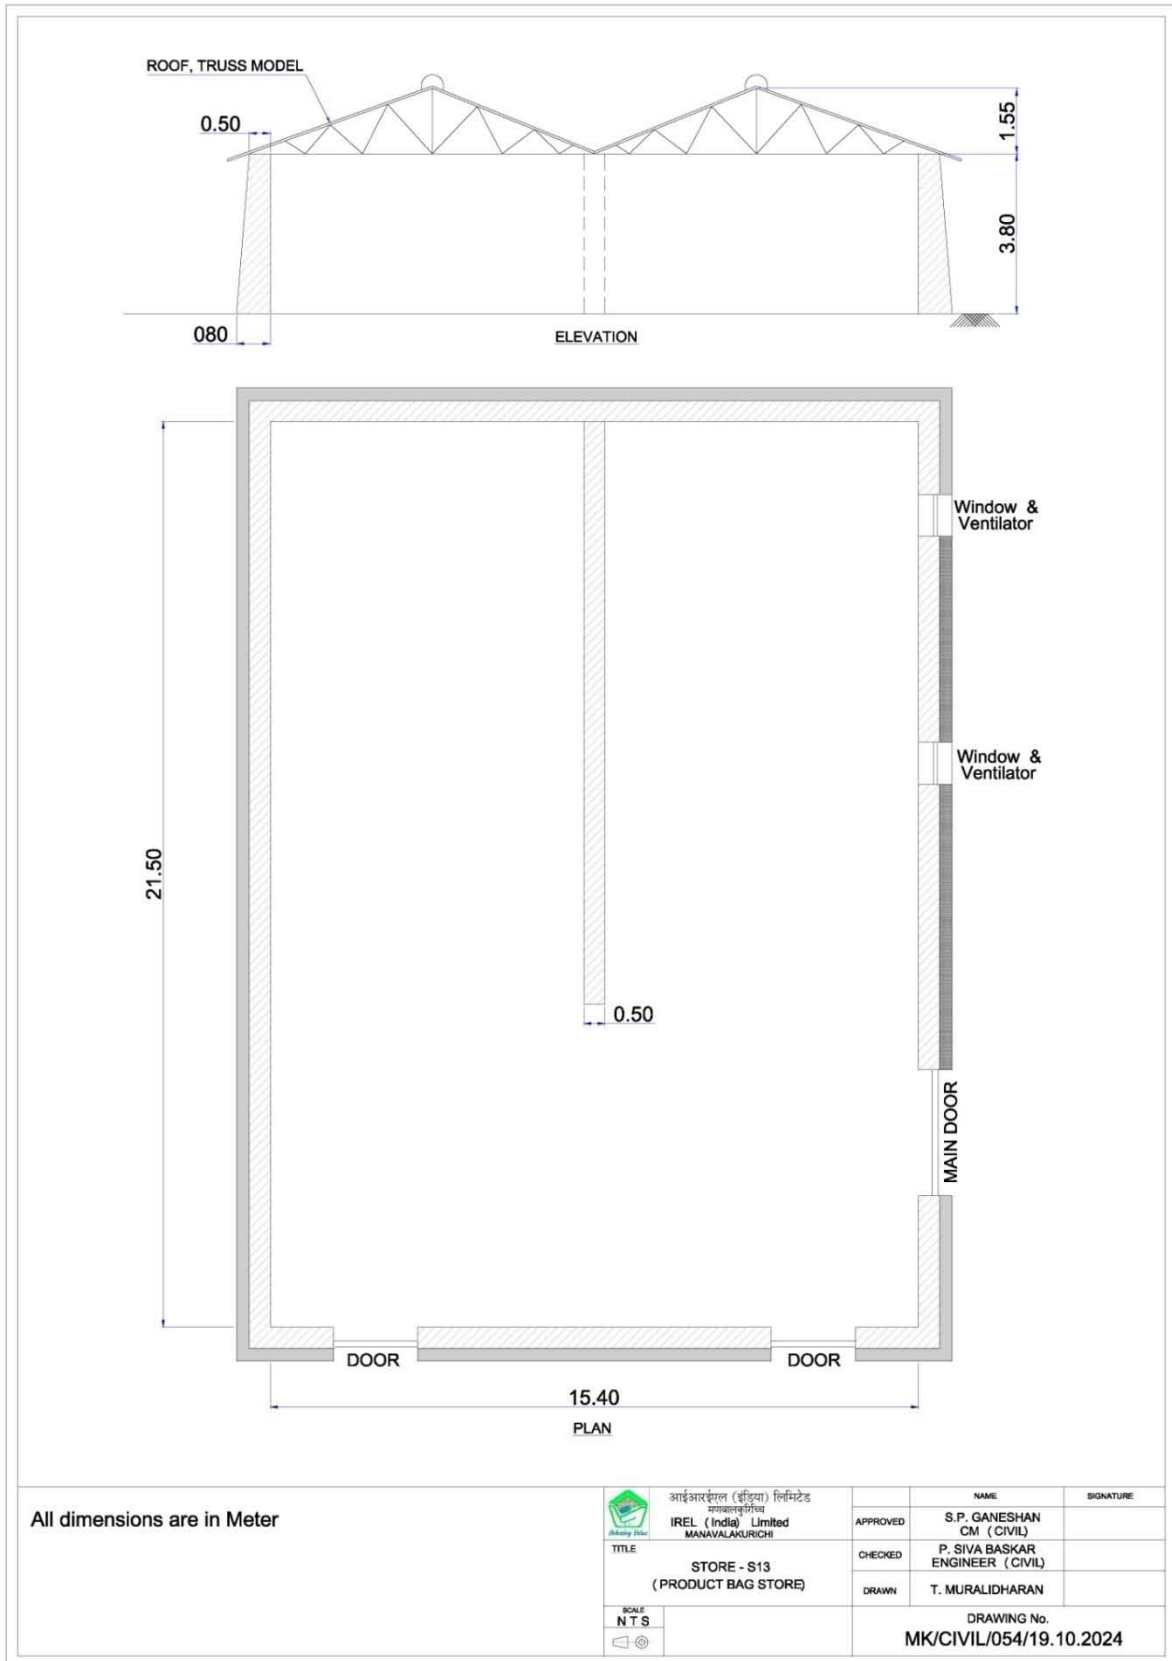 ROOF, TRUSS MODEL
0.50
1.55
3.80
080
ELEVATION
Window &
Ventilator
Window &
Ventilator
21.50
0.50
MAIN DOOR
DOOR
DOOR
15.40
PLAN
All dimensions are in Meter
आईआरईएल (इंडिया) लिमिटेड
IREL (India) Limited
MANAVALAKURICHI
TITLE
STORE - S13
(PRODUCT BAG STORE)
SCALE
N T S
NAME
SIGNATURE
APPROVED
S.P. GANESHAN
CM (CIVIL)
CHECKED
P. SIVA BASKAR
ENGINEER (CIVIL)
DRAWN
T. MURALIDHARAN
DRAWING No.
MK/CIVIL/054/19.10.2024